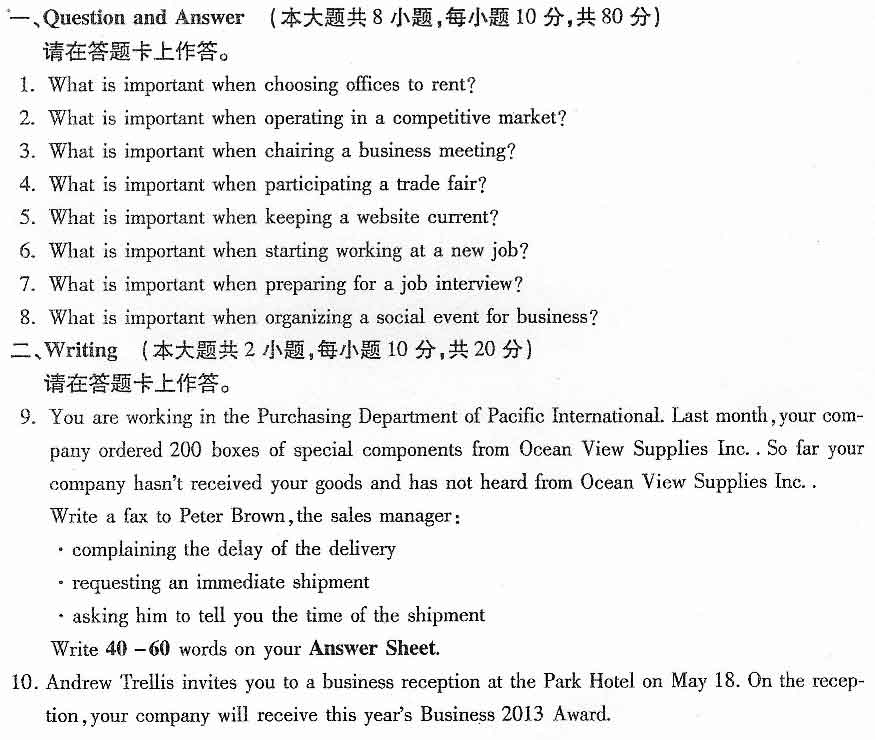 一、Question and Answer (本大题共 8 小题,每小题 10 分,共 80 分)
请在答题卡上作答。
1. What is important when choosing offices to rent?
2. What is important when operating in a competitive market?
3. What is important when chairing a business meeting?
4. What is important when participating a trade fair?
5. What is important when keeping a website current?
6. What is important when starting working at a new job?
7. What is important when preparing for a job interview?
8. What is important when organizing a social event for business?
二、Writing (本大题共 2 小题,每小题 10 分,共 20 分)
请在答题卡上作答。
9. You are working in the Purchasing Department of Pacific International. Last month,your com-
pany ordered 200 boxes of special components from Ocean View Supplies Inc. . So far your
company hasn't received your goods and has not heard from Ocean View Supplies Inc. .
Write a fax to Peter Brown,the sales manager:
· complaining the delay of the delivery
· requesting an immediate shipment
· asking him to tell you the time of the shipment
Write 40 -60 words on your Answer Sheet.
10. Andrew Trellis invites you to a business reception at the Park Hotel on May 18. On the recep-
tion,your company will receive this year's Business 2013 Award.